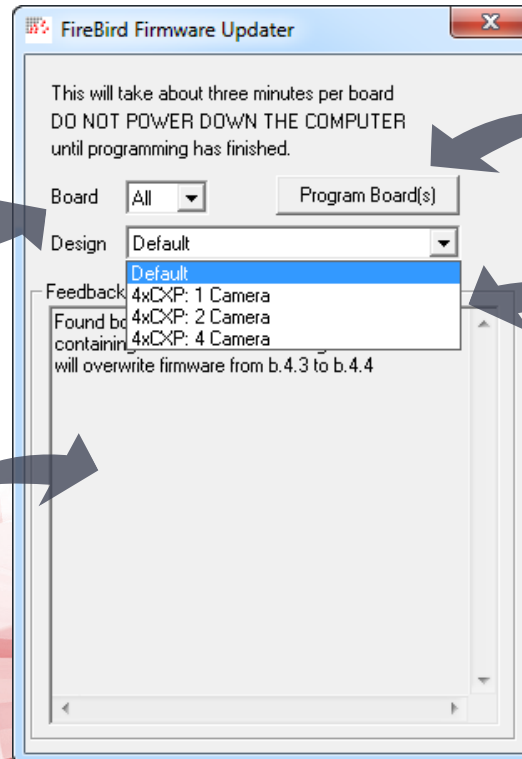 FireBird Firmware Updater
This will take about three minutes per board
DO NOT POWER DOWN THE COMPUTER
until programming has finished.
Board All Program Board(s)
Design Default
Default
4xCXP: 1 Camera
4xCXP: 2 Camera
4xCXP: 4 Camera
Feedback
Found
containing
will overwrite firmware from b.4.3 to b.4.4